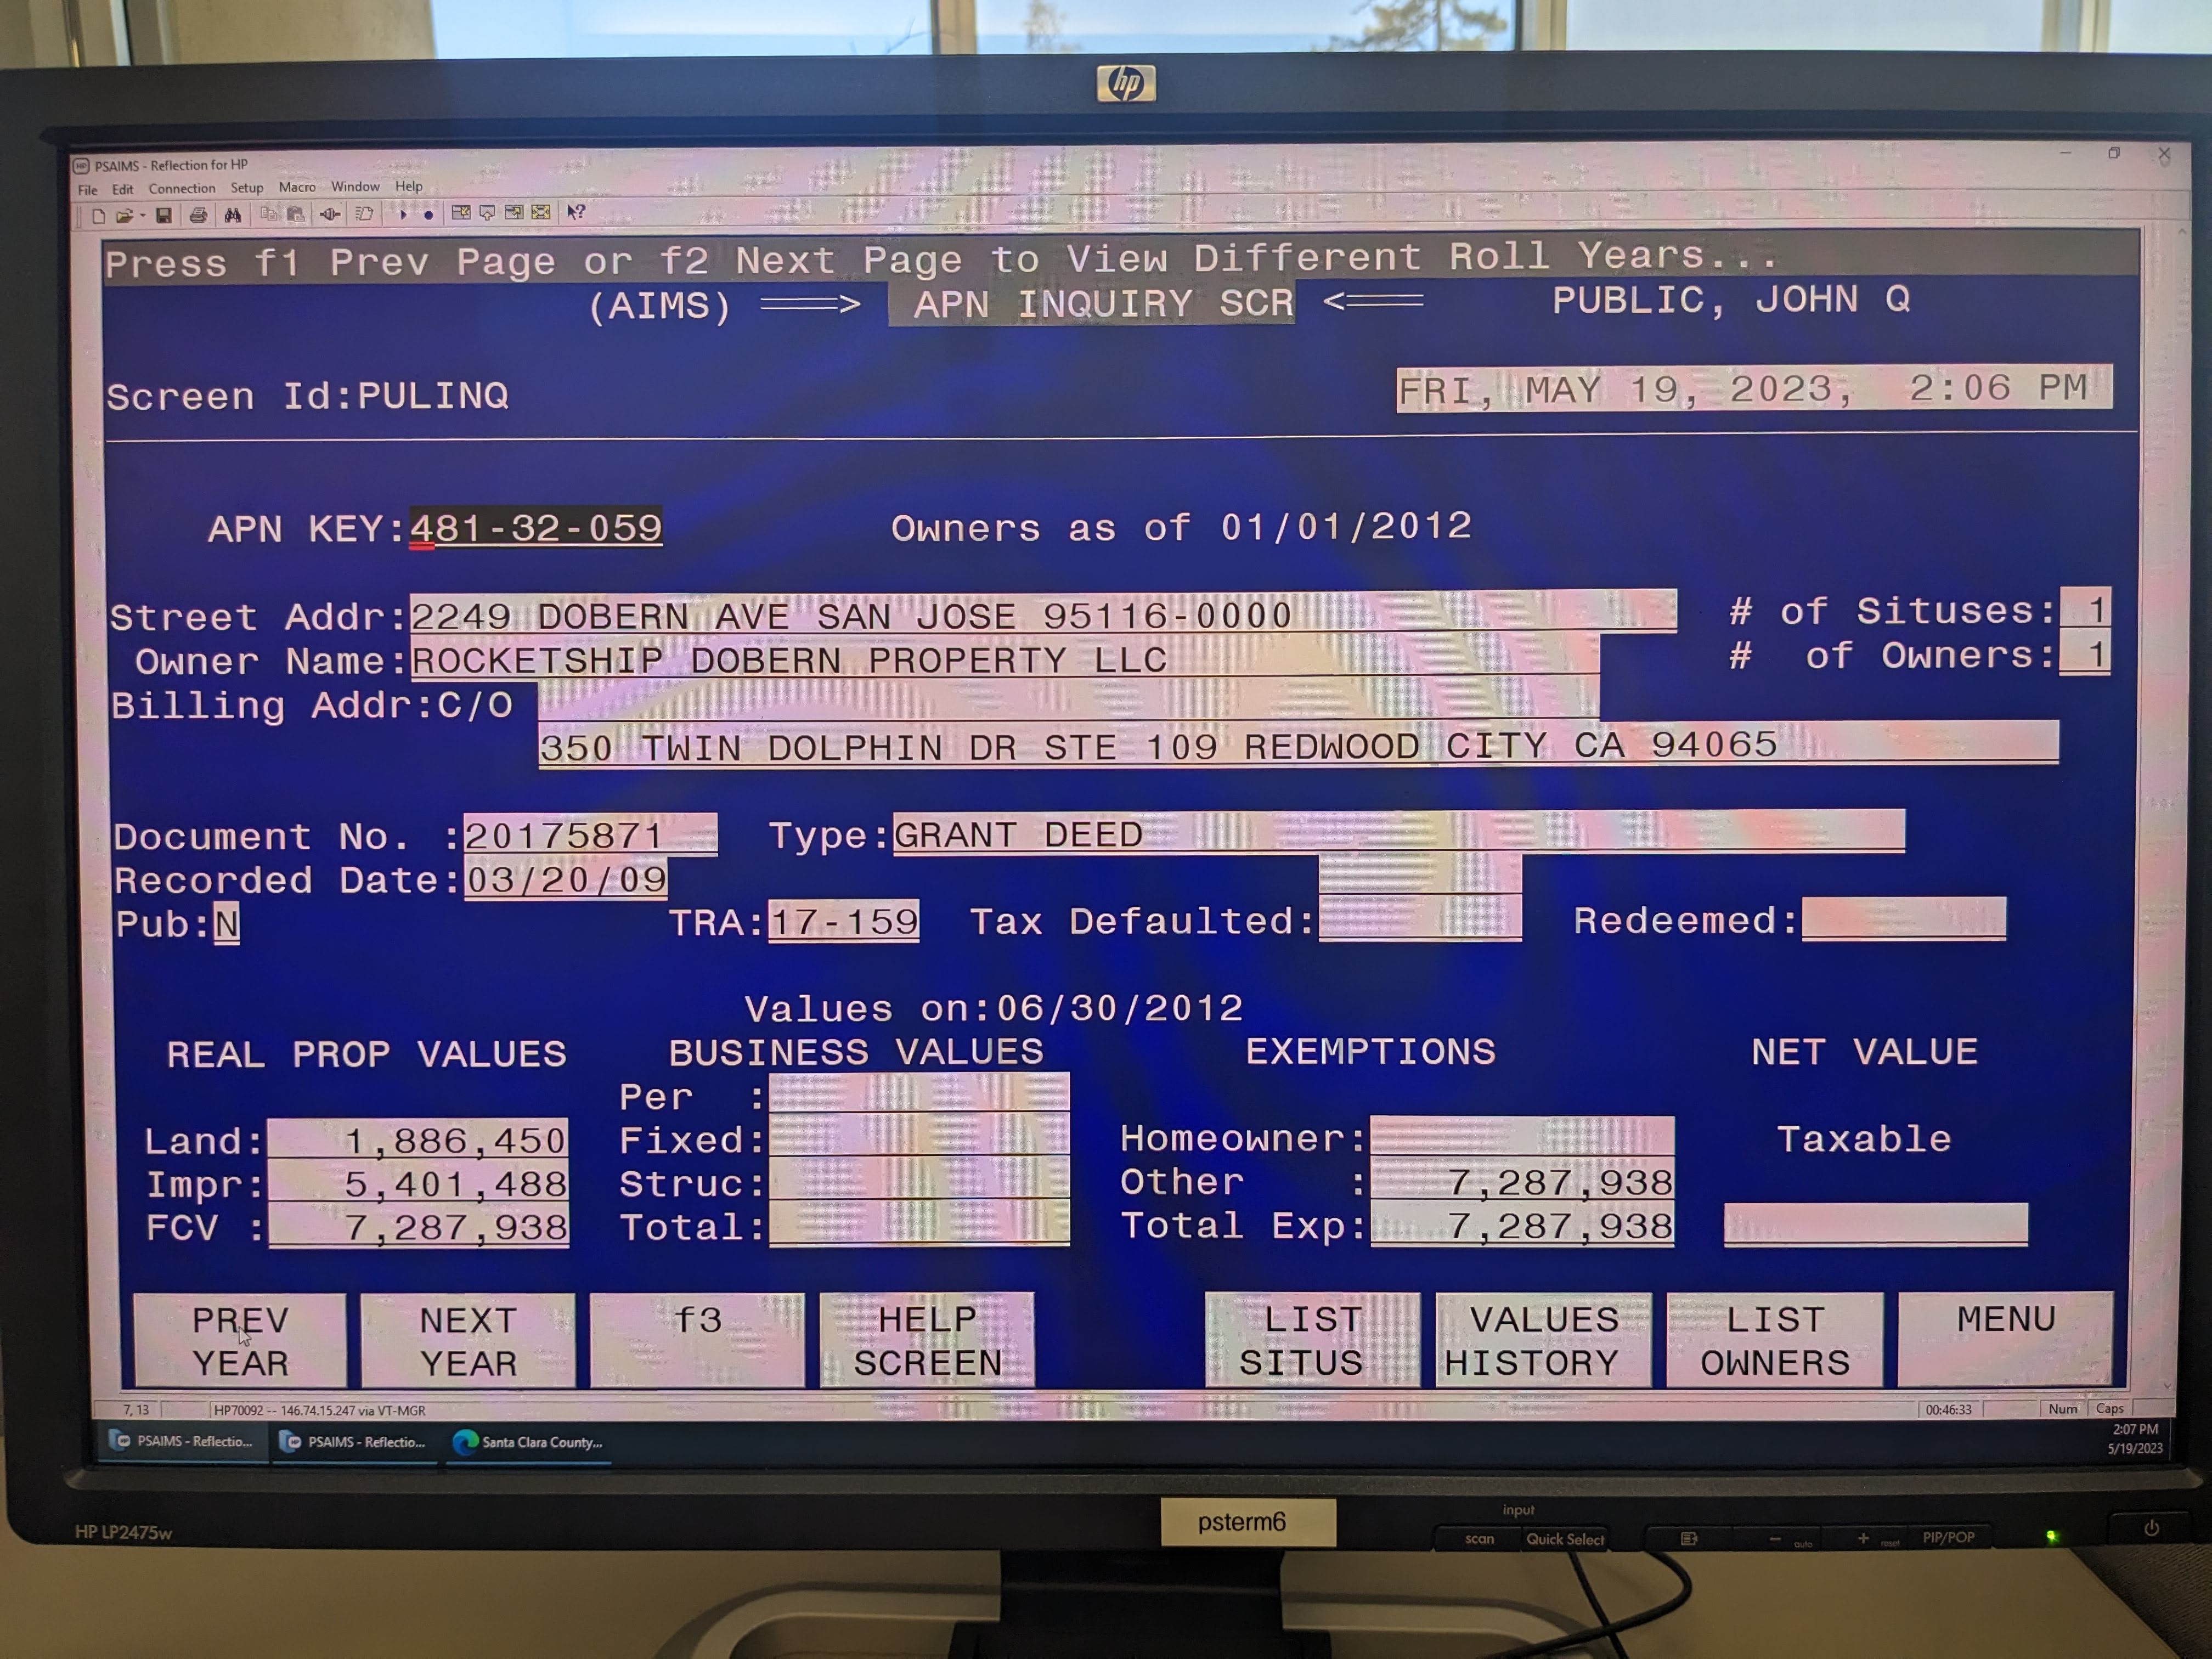 hp
PSAIMS - Reflection for HP
File Edit Connection Setup Macro Window Help
Press f1 Prev Page or f2 Next Page to View Different Roll Years...
(AIMS) ===> APN INQUIRY SCR <=== PUBLIC, JOHN Q
Screen Id:PULINQ FRI, MAY 19, 2023, 2:06 PM
APN KEY:481-32-059 Owners as of 01/01/2012
Street Addr:2249 DOBERN AVE SAN JOSE 95116-0000 # of Situses: 1
Owner Name:ROCKETSHIP DOBERN PROPERTY LLC # of Owners: 1
Billing Addr:C/O
350 TWIN DOLPHIN DR STE 109 REDWOOD CITY CA 94065
Document No. :20175871 Type:GRANT DEED
Recorded Date:03/20/09
Pub:N TRA:17-159 Tax Defaulted: Redeemed:
Values on:06/30/2012
REAL PROP VALUES BUSINESS VALUES EXEMPTIONS NET VALUE
Per :
Land: 1,886,450 Fixed: Homeowner: Taxable
Impr: 5,401,488 Struc: Other : 7,287,938
FCV : 7,287,938 Total: Total Exp: 7,287,938
PREV YEAR NEXT YEAR f3 HELP SCREEN LIST SITUS VALUES HISTORY LIST OWNERS MENU
7, 13 HP70092 -- 146.74.15.247 via VT-MGR 00:46:33 Num Caps
PSAIMS - Reflectio... PSAIMS - Reflectio... Santa Clara County... 2:07 PM
5/19/2023
HP LP2475w
psterm6
input
scan Quick Select - auto + reset PIP/POP